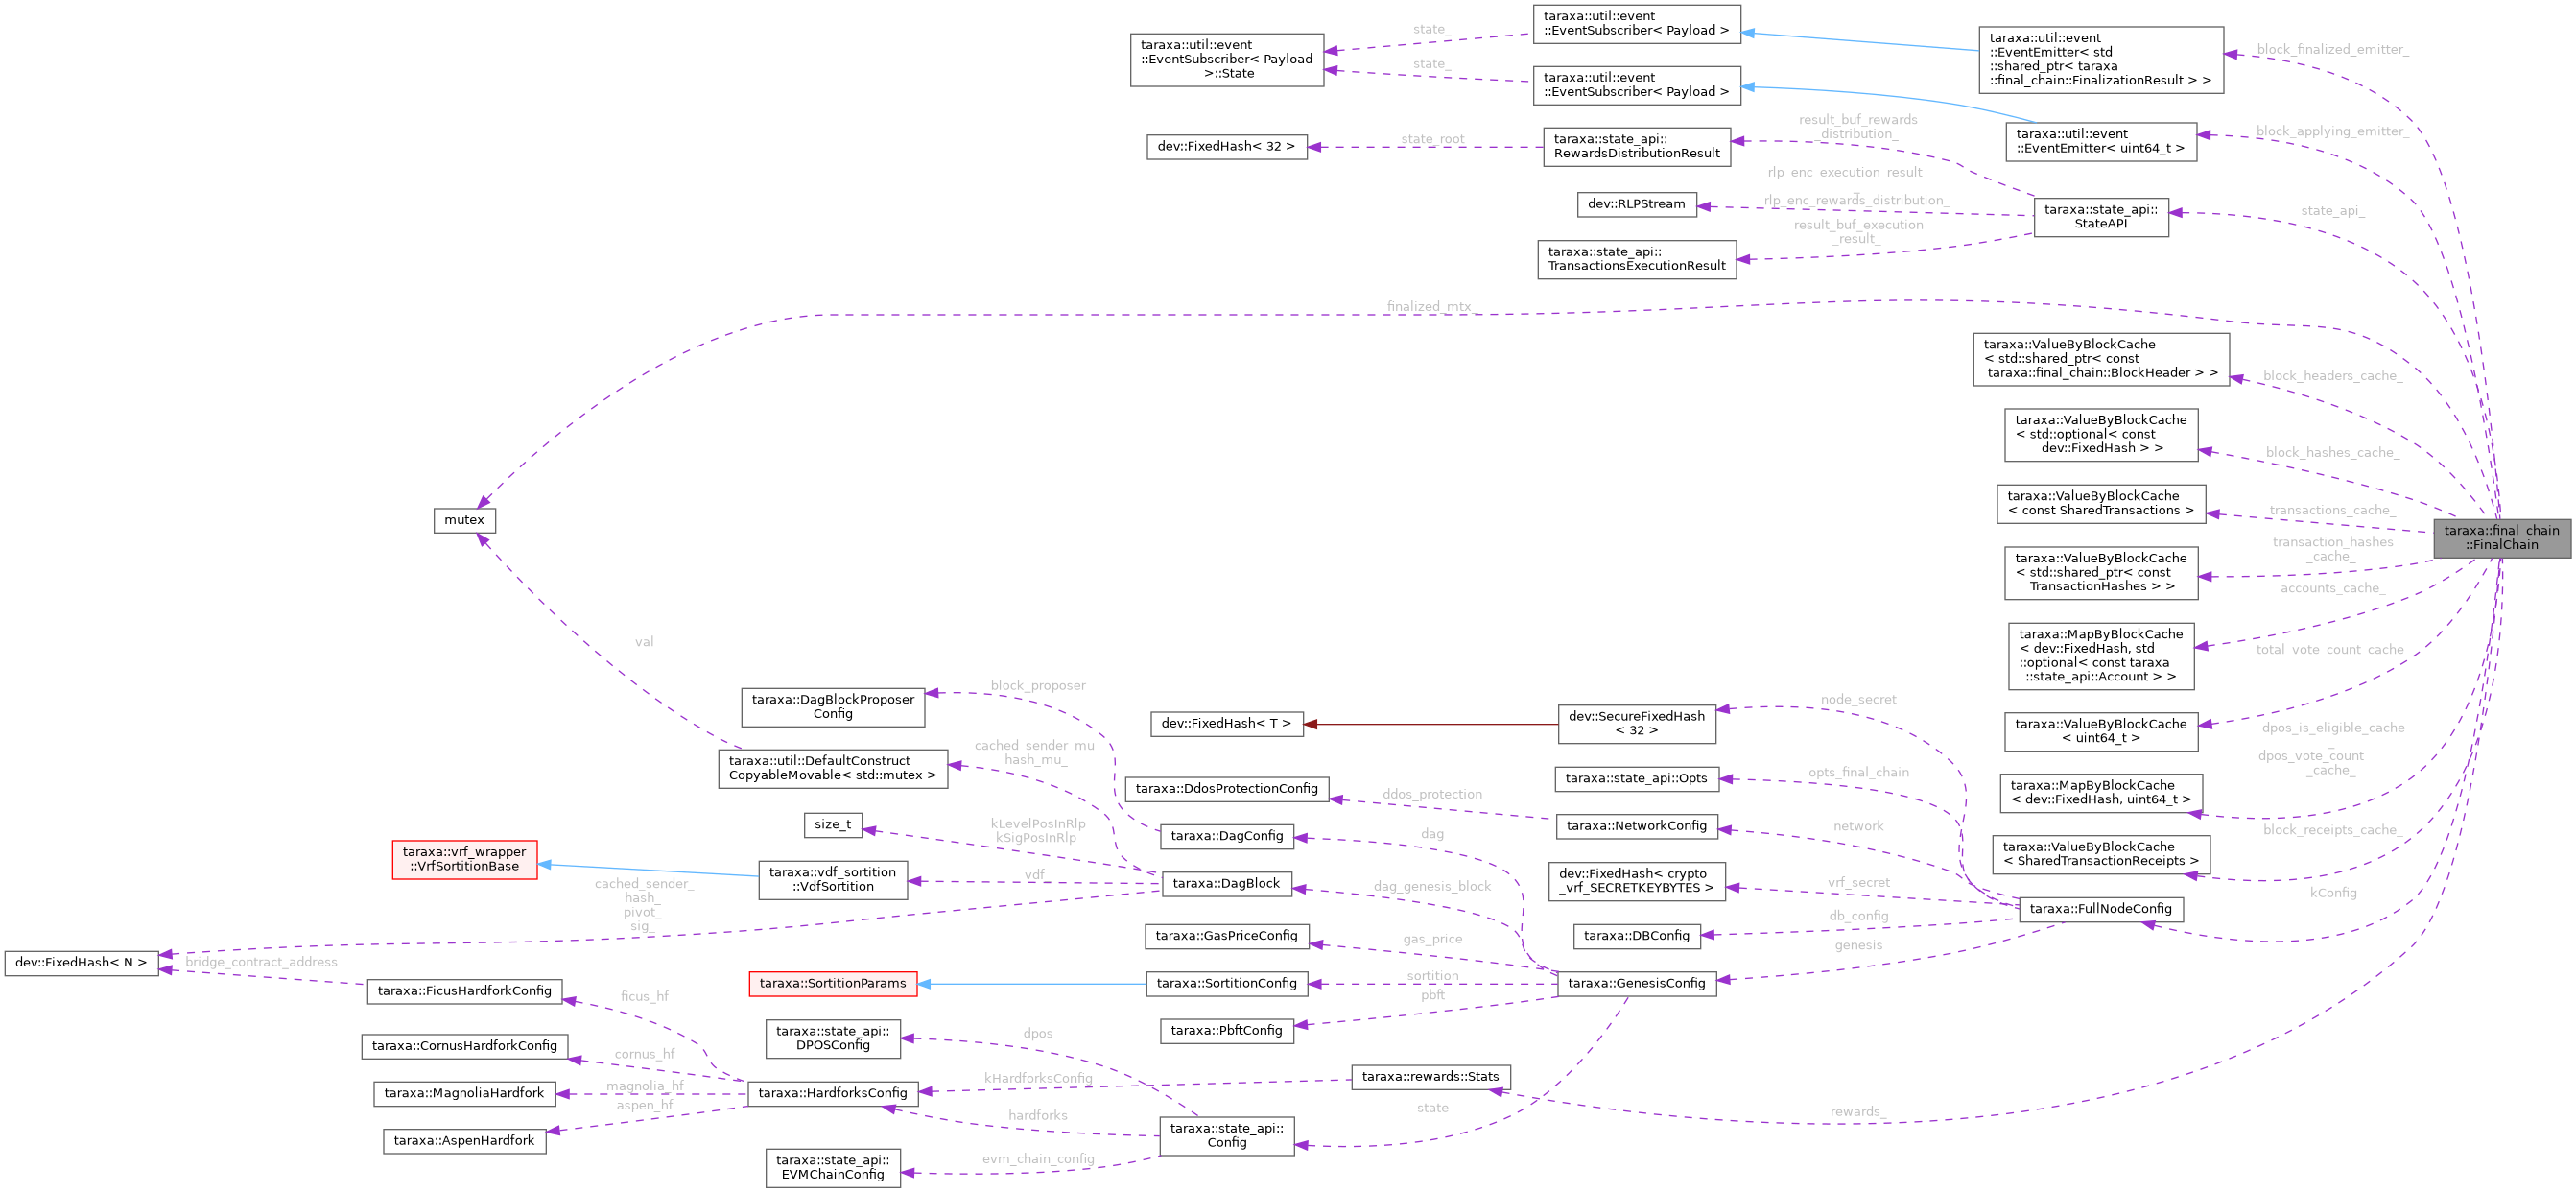 taraxa::util::event
::EventSubscriber< Payload
>::State
state_
state_
taraxa::util::event
::EventSubscriber< Payload >
taraxa::util::event
::EventSubscriber< Payload >
taraxa::util::event
::EventEmitter< std
::shared_ptr< taraxa
::final_chain::FinalizationResult > >
block_finalized_emitter_
taraxa::util::event
::EventEmitter< uint64_t >
block_applying_emitter_
dev::FixedHash< 32 >
state_root
taraxa::state_api::
RewardsDistributionResult
result_buf_rewards
_distribution_
rlp_enc_execution_result
_
rlp_enc_rewards_distribution_
dev::RLPStream
result_buf_execution
_result_
taraxa::state_api::
TransactionsExecutionResult
taraxa::state_api::
StateAPI
state_api_
finalized_mtx_
taraxa::ValueByBlockCache
< std::shared_ptr< const
taraxa::final_chain::BlockHeader > >
block_headers_cache_
taraxa::ValueByBlockCache
< std::optional< const
dev::FixedHash > >
block_hashes_cache_
taraxa::ValueByBlockCache
< const SharedTransactions >
transactions_cache_
mutex
taraxa::final_chain
::FinalChain
taraxa::ValueByBlockCache
< std::shared_ptr< const
TransactionHashes > >
transaction_hashes
_cache_
accounts_cache_
taraxa::MapByBlockCache
< dev::FixedHash, std
::optional< const taraxa
::state_api::Account > >
total_vote_count_cache_
val
taraxa::ValueByBlockCache
< uint64_t >
dpos_is_eligible_cache
_
dpos_vote_count
_cache_
taraxa::MapByBlockCache
< dev::FixedHash, uint64_t >
block_receipts_cache_
taraxa::ValueByBlockCache
< SharedTransactionReceipts >
kConfig
taraxa::DagBlockProposer
Config
block_proposer
taraxa::util::DefaultConstruct
CopyableMovable< std::mutex >
cached_sender_mu_
hash_mu_
dev::FixedHash< T >
dev::SecureFixedHash
< 32 >
node_secret
taraxa::state_api::Opts
opts_final_chain
taraxa::DdosProtectionConfig
ddos_protection
taraxa::NetworkConfig
network
size_t
kLevelPosInRlp
kSigPosInRlp
taraxa::DagConfig
dag
taraxa::vrf_wrapper
::VrfSortitionBase
taraxa::vdf_sortition
::VdfSortition
vdf
taraxa::DagBlock
dag_genesis_block
dev::FixedHash< crypto
_vrf_SECRETKEYBYTES >
vrf_secret
taraxa::FullNodeConfig
cached_sender_
hash_
pivot_
sig_
taraxa::GasPriceConfig
gas_price
taraxa::DBConfig
db_config
genesis
dev::FixedHash< N >
bridge_contract_address
taraxa::FicusHardforkConfig
ficus_hf
taraxa::SortitionParams
taraxa::SortitionConfig
sortition
taraxa::GenesisConfig
pbft
taraxa::PbftConfig
taraxa::state_api::
DPOSConfig
dpos
taraxa::CornusHardforkConfig
cornus_hf
taraxa::MagnoliaHardfork
magnolia_hf
taraxa::HardforksConfig
kHardforksConfig
taraxa::rewards::Stats
rewards_
aspen_hf
taraxa::AspenHardfork
hardforks
state
taraxa::state_api::
Config
taraxa::state_api::
EVMChainConfig
evm_chain_config